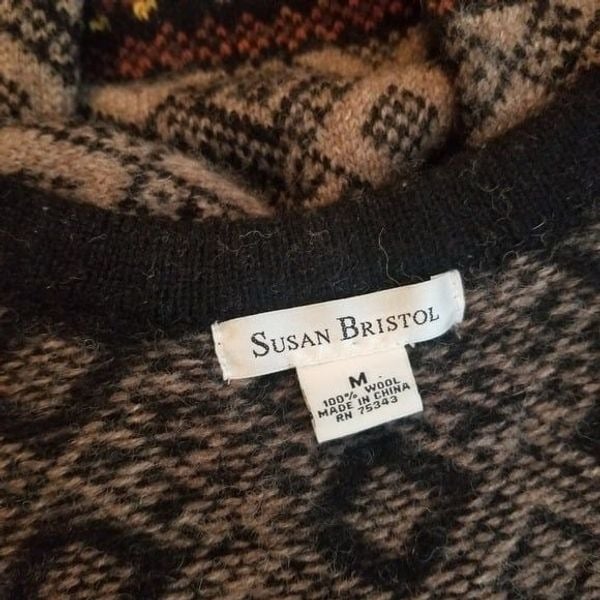 SUSAN BRISTOL
M
100% WOOL
MADE IN CHINA
RN 75343